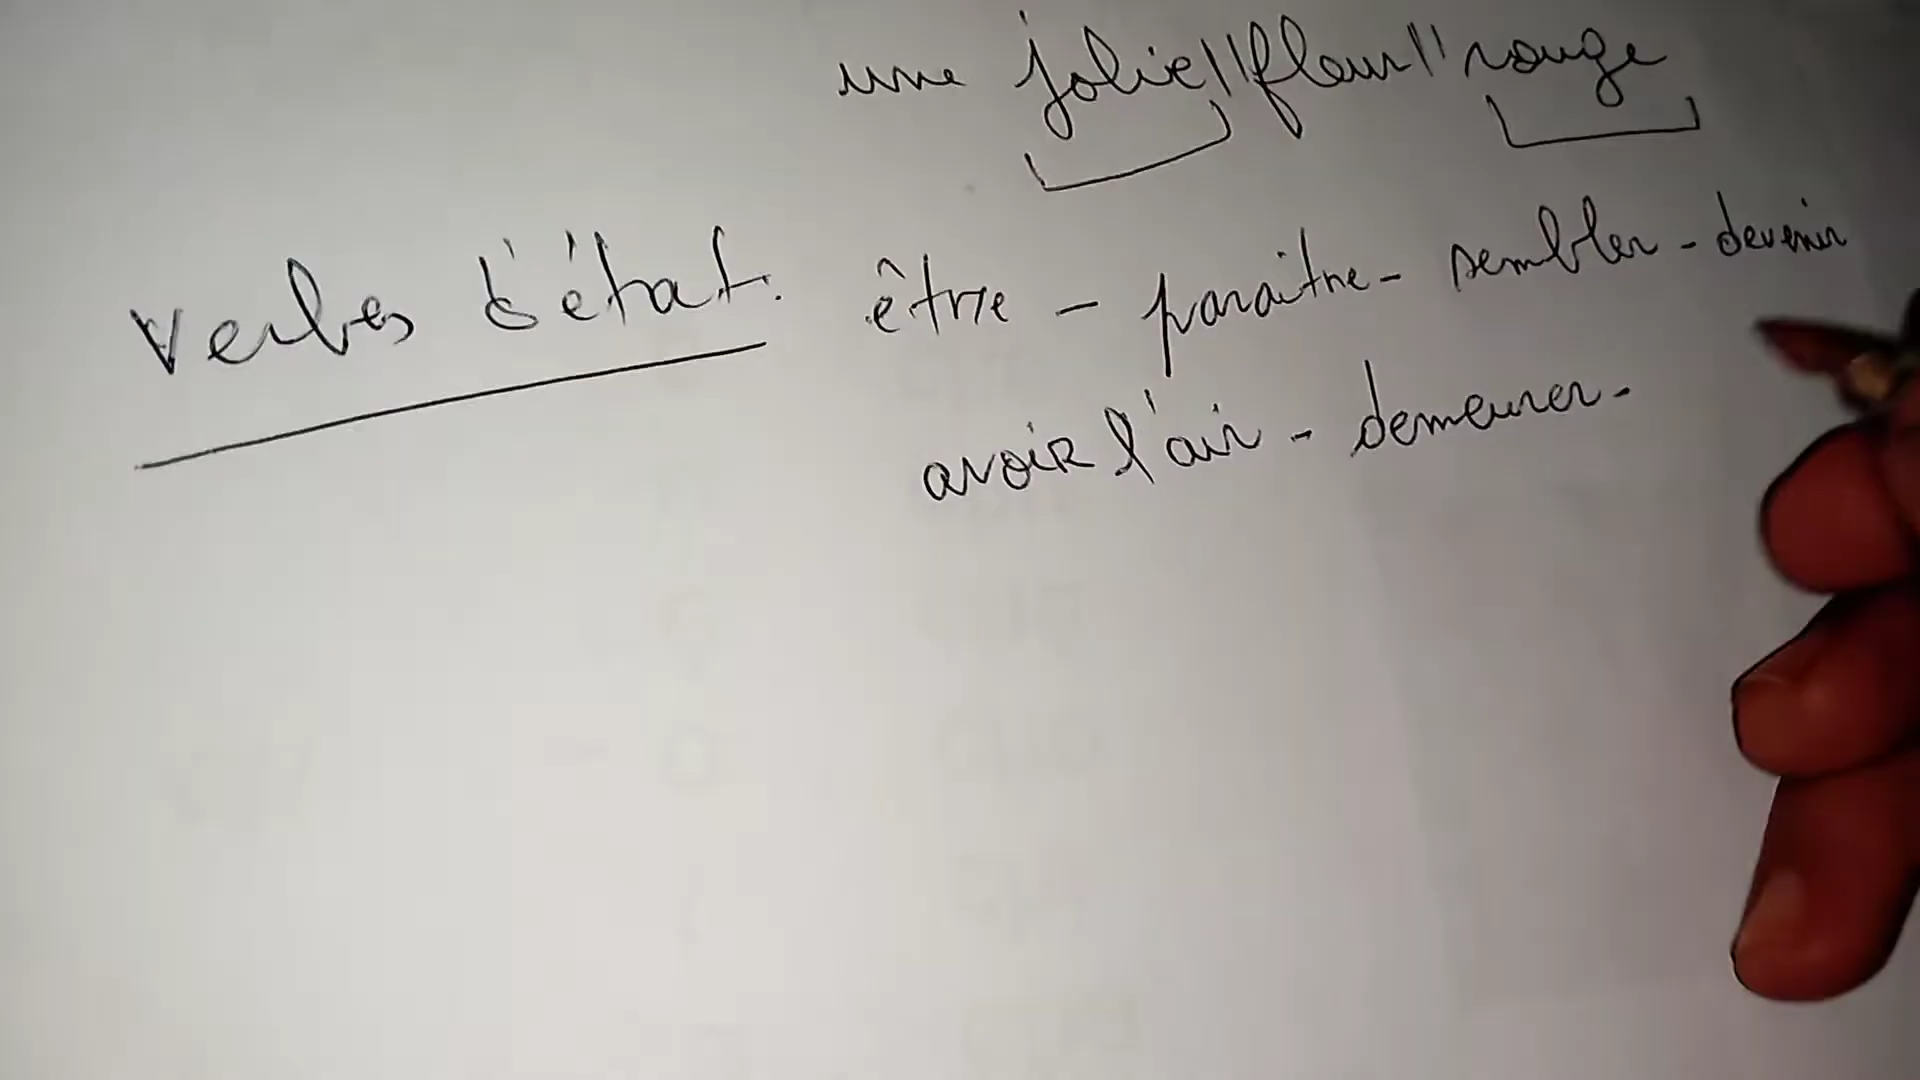 une jolie // fleur // rouge
Verbes d'état. être - paraître - sembler - devenir
avoir l'air - demeurer -